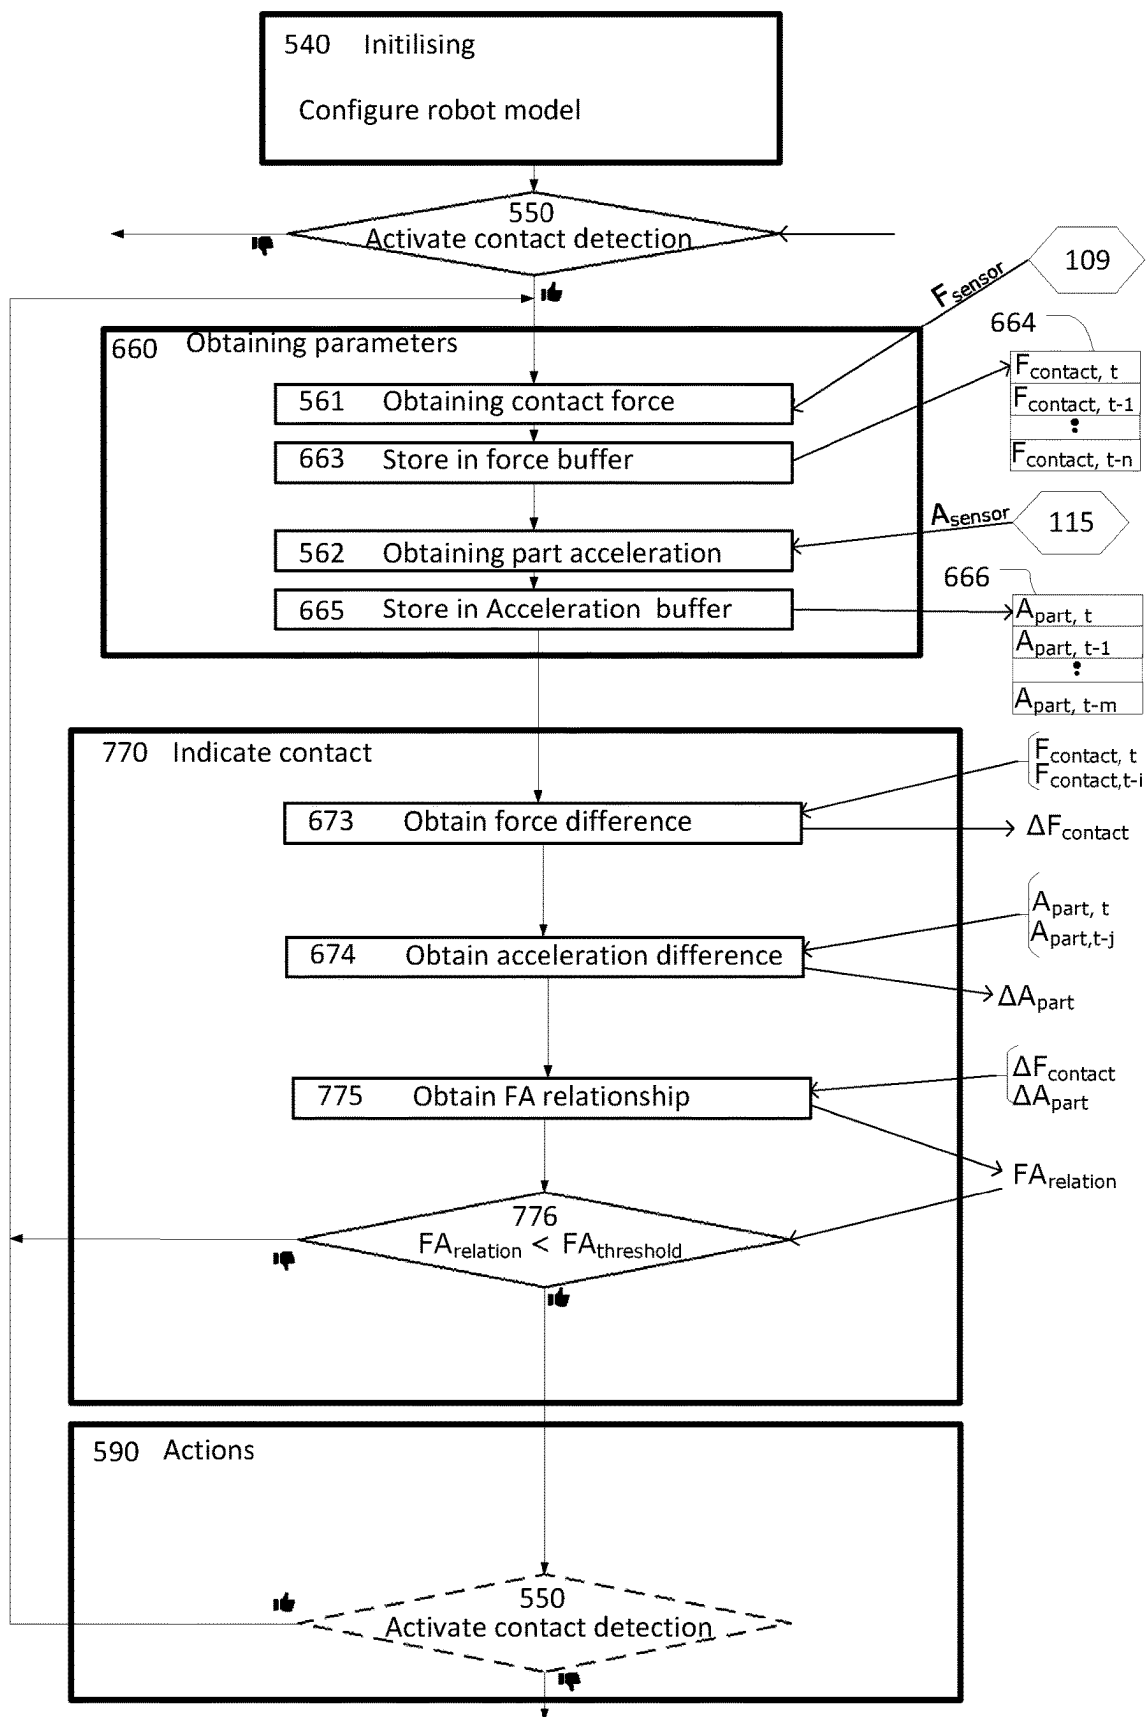 540 Initilising
Configure robot model
550
Activate contact detection
109
Fsensor
664
660 Obtaining parameters
Fcontact, t
561 Obtaining contact force
Fcontact, t-1
663 Store in force buffer
Fcontact, t-n
Asensor
115
562 Obtaining part acceleration
666
665 Store in Acceleration buffer
Apart, t
Apart, t-1
Apart, t-m
770 Indicate contact
Fcontact, t
Fcontact,t-i
673 Obtain force difference
ΔFcontact
Apart, t
Apart,t-j
674 Obtain acceleration difference
ΔApart
ΔFcontact
ΔApart
775 Obtain FA relationship
FArelation
776
FArelation < FAthreshold
590 Actions
550
Activate contact detection